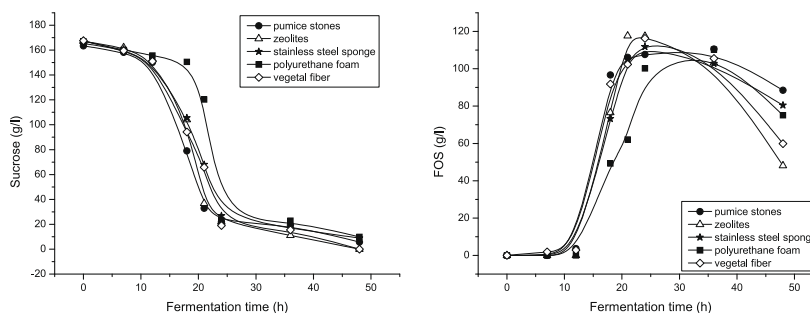 180
160
140
120
100
80
60
40
20
0
-20
0
10
20
30
40
50
Sucrose (g/l)
Fermentation time (h)
pumice stones
zeolites
stainless steel sponge
polyurethane foam
vegetal fiber
120
100
80
60
40
20
0
0
10
20
30
40
50
FOS (g/l)
Fermentation time (h)
pumice stones
zeolites
stainless steel spong
polyurethane foam
vegetal fiber